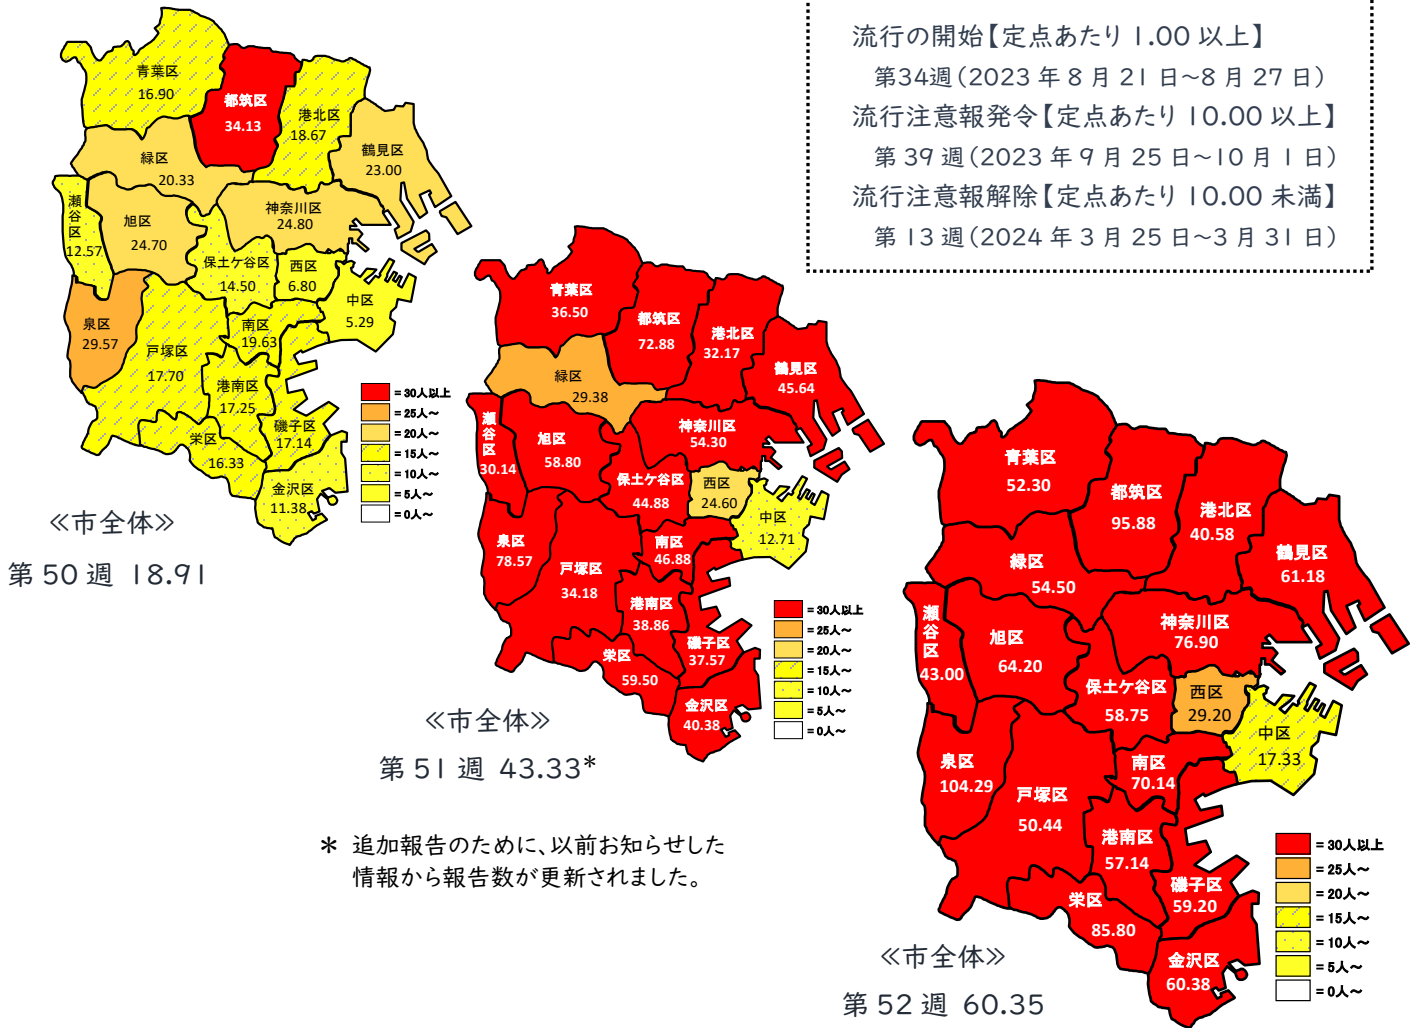 流行の開始【定点あたり 1.00 以上】
第34週(2023 年 8 月 21 日~8 月 27 日)
流行注意報発令【定点あたり 10.00 以上】
第 39 週(2023 年 9 月 25 日~10 月 1 日)
流行注意報解除【定点あたり 10.00 未満】
第 13 週(2024 年 3 月 25 日~3 月 31 日)
青葉区
16.90
都筑区
34.13
港北区
18.67
鶴見区
23.00
緑区
20.33
神奈川区
24.80
瀬谷区
12.57
旭区
24.70
保土ケ谷区
14.50
西区
6.80
中区
5.29
泉区
29.57
戸塚区
17.70
南区
19.63
港南区
17.25
磯子区
17.14
栄区
16.33
金沢区
11.38
=30人以上
=25人~
=20人~
=15人~
=10人~
=5人~
=0人~
≪市全体≫
第 50 週 18.91
青葉区
36.50
都筑区
72.88
港北区
32.17
鶴見区
45.64
緑区
29.38
神奈川区
54.30
瀬谷区
30.14
旭区
58.80
保土ケ谷区
44.88
西区
24.60
中区
12.71
泉区
78.57
戸塚区
34.18
南区
46.88
港南区
38.86
磯子区
37.57
栄区
59.50
金沢区
40.38
=30人以上
=25人~
=20人~
=15人~
=10人~
=5人~
=0人~
≪市全体≫
第 51 週 43.33*
* 追加報告のために、以前お知らせした
情報から報告数が更新されました。
青葉区
52.30
都筑区
95.88
港北区
40.58
鶴見区
61.18
緑区
54.50
神奈川区
76.90
瀬谷区
43.00
旭区
64.20
保土ケ谷区
58.75
西区
29.20
中区
17.33
泉区
104.29
戸塚区
50.44
南区
70.14
港南区
57.14
磯子区
59.20
栄区
85.80
金沢区
60.38
=30人以上
=25人~
=20人~
=15人~
=10人~
=5人~
=0人~
≪市全体≫
第 52 週 60.35